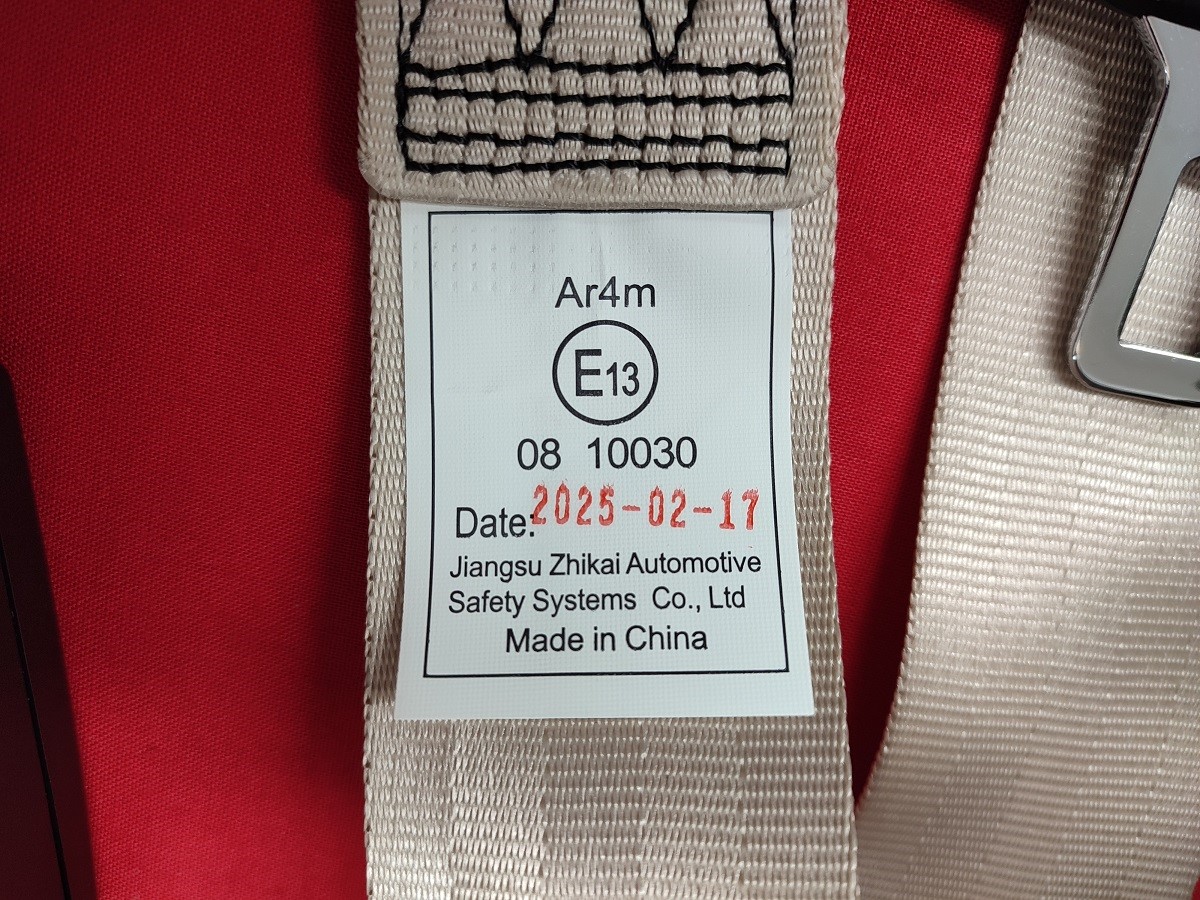 Ar4m
E13
08 10030
Date: 2025-02-17
Jiangsu Zhikai Automotive
Safety Systems Co., Ltd
Made in China